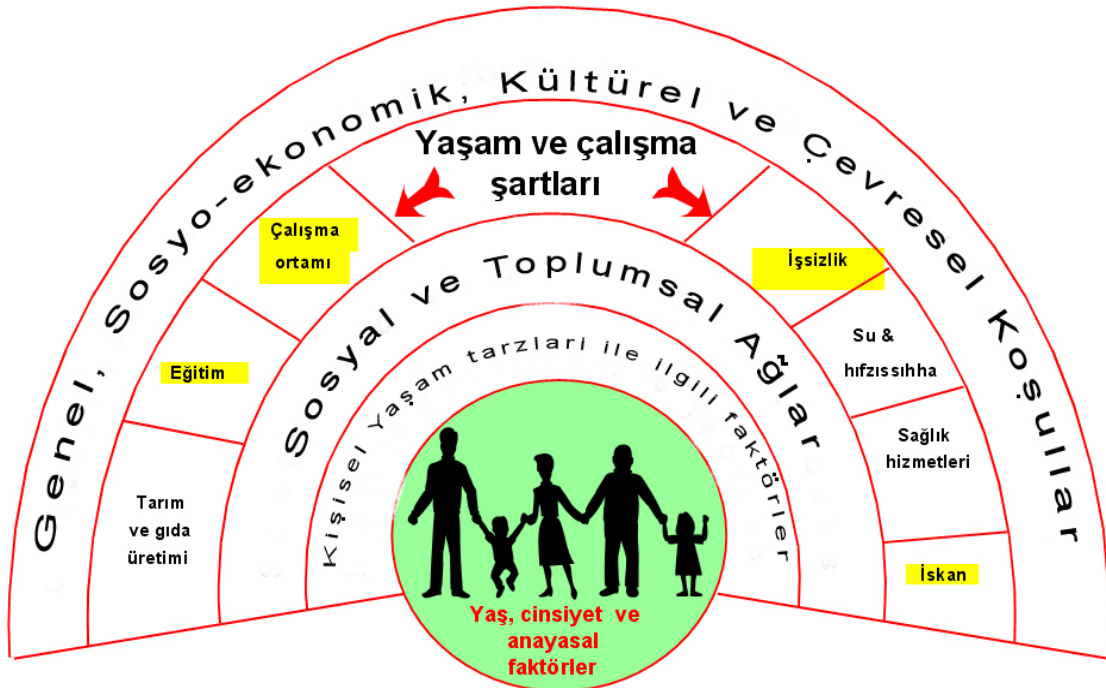 Genel, Sosyo-ekonomik, Kültürel ve Çevresel Koşullar
Yaşam ve çalışma
şartları
Çalışma
ortamı
İşsizlik
Eğitim
Su &
hıfzıssıhha
Tarım
ve gıda
üretimi
Sağlık
hizmetleri
İskan
Sosyal ve Toplumsal Ağlar
Kişisel Yaşam tarzlari ile ilgili faktörler
Yaş, cinsiyet ve
anayasal
faktörler